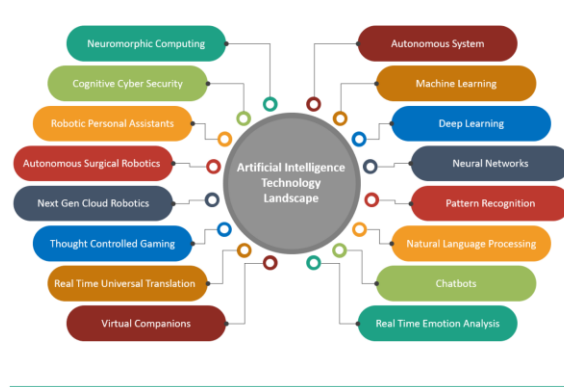 Neuromorphic Computing
Cognitive Cyber Security
Robotic Personal Assistants
Autonomous Surgical Robotics
Next Gen Cloud Robotics
Thought Controlled Gaming
Real Time Universal Translation
Virtual Companions
Artificial Intelligence
Technology
Landscape
Autonomous System
Machine Learning
Deep Learning
Neural Networks
Pattern Recognition
Natural Language Processing
Chatbots
Real Time Emotion Analysis